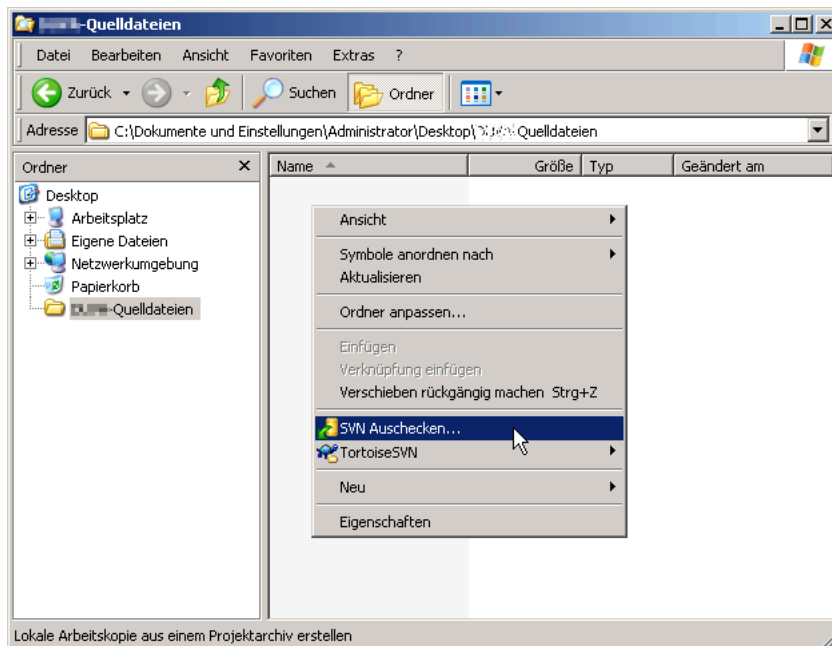 -Quelldateien
Datei Bearbeiten Ansicht Favoriten Extras ?
Zurück Suchen Ordner
Adresse C:\Dokumente und Einstellungen\Administrator\Desktop\ Quelldateien
Ordner
Name Größe Typ Geändert am
Desktop
Arbeitsplatz
Eigene Dateien
Netzwerkumgebung
Papierkorb
-Quelldateien
Ansicht
Symbole anordnen nach
Aktualisieren
Ordner anpassen...
Einfügen
Verknüpfung einfügen
Verschieben rückgängig machen Strg+Z
SVN Auschecken...
TortoiseSVN
Neu
Eigenschaften
Lokale Arbeitskopie aus einem Projektarchiv erstellen